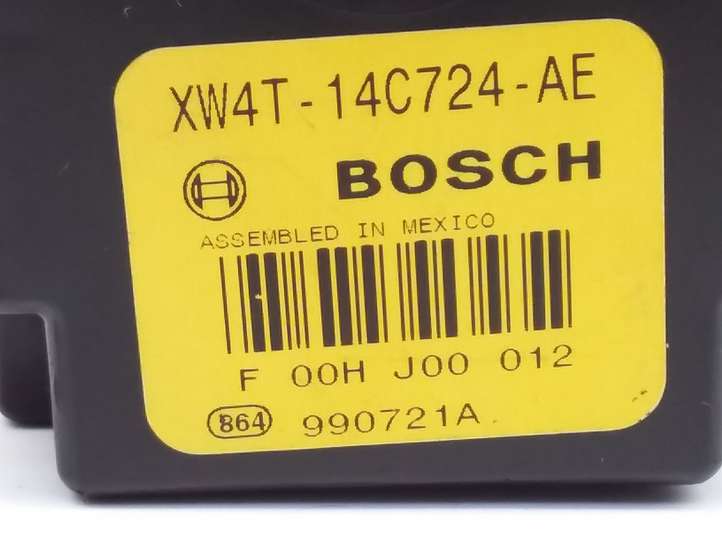 XW4T-14C724-AE
BOSCH
ASSEMBLED IN MEXICO
F 00H J00 012
864 990721A